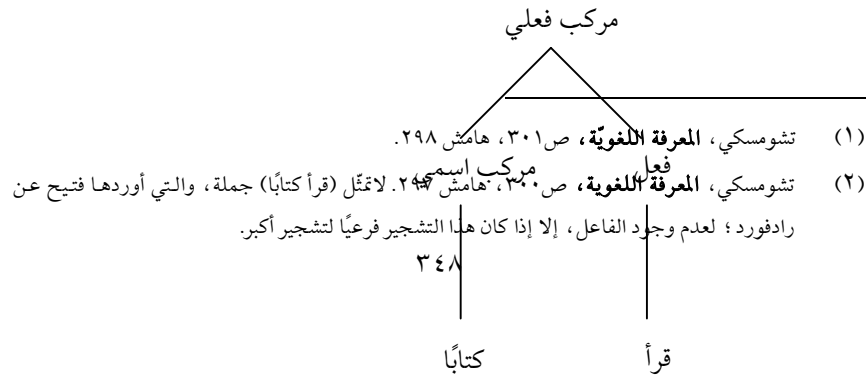 مركب فعلي
(١) تشومسكي، المعرفة اللغويّة، ص٣٠١، هامش ٢٩٨.
فعل مركب اسمي
(٢) تشومسكي، المعرفة اللغوية، ص٣٠٠، هامش ٢٩٧. لاتمثّل (قرأ كتابًا) جملة، والتي أوردها فتيح عن
رادفورد؛ لعدم وجود الفاعل، إلا إذا كان هذا التشجير فرعيًا لتشجير أكبر.
٣٤٨
قرأ كتابًا